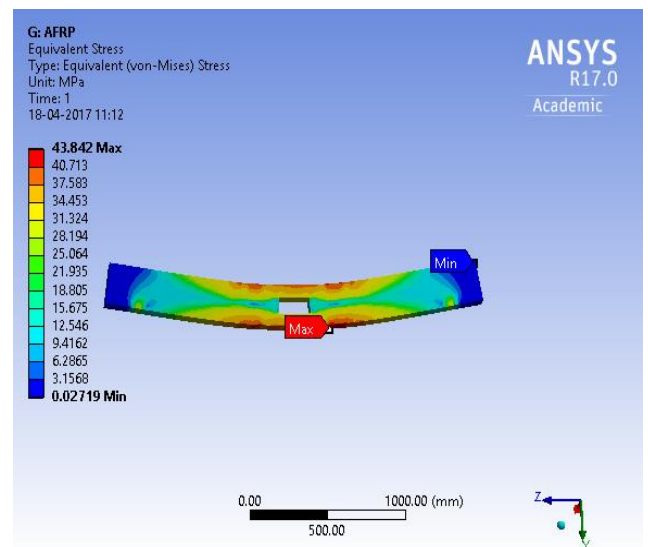 G: AFRP
Equivalent Stress
Type: Equivalent (von-Mises) Stress
Unit: MPa
Time: 1
18-04-2017 11:12
ANSYS
R17.0
Academic
43.842 Max
40.713
37.583
34.453
31.324
28.194
25.064
21.935
18.805
15.675
12.546
9.4162
6.2865
3.1568
0.02719 Min
Min
Max
0.00 1000.00 (mm)
500.00
Z
Y